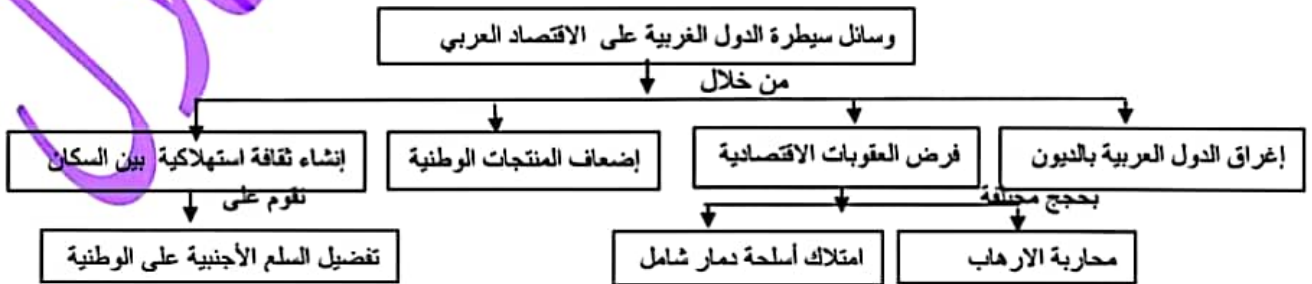 وسائل سيطرة الدول الغربية على الاقتصاد العربي
من خلال
إغراق الدول العربية بالديون
فرض العقوبات الاقتصادية
إضعاف المنتجات الوطنية
إنشاء ثقافة استهلاكية بين السكان
بحجج مختلفة
تقوم على
محاربة الارهاب
امتلاك أسلحة دمار شامل
تفضيل السلع الأجنبية على الوطنية